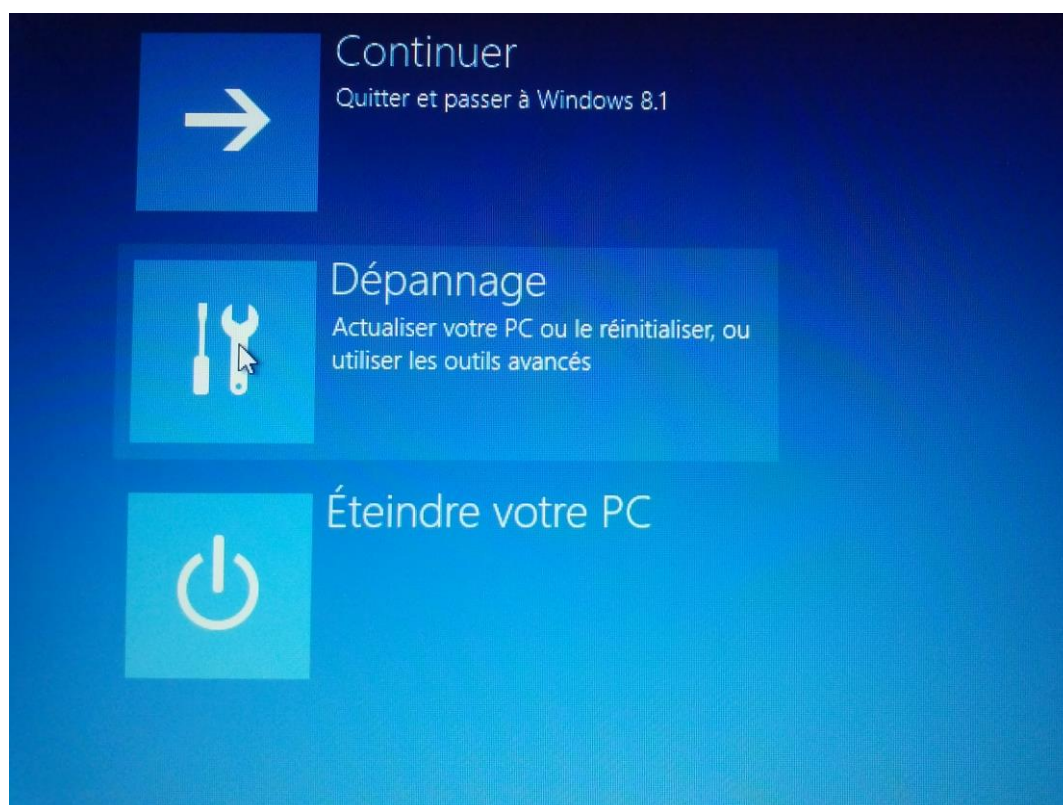 Continuer
Quitter et passer à Windows 8.1
Dépannage
Actualiser votre PC ou le réinitialiser, ou
utiliser les outils avancés
Éteindre votre PC